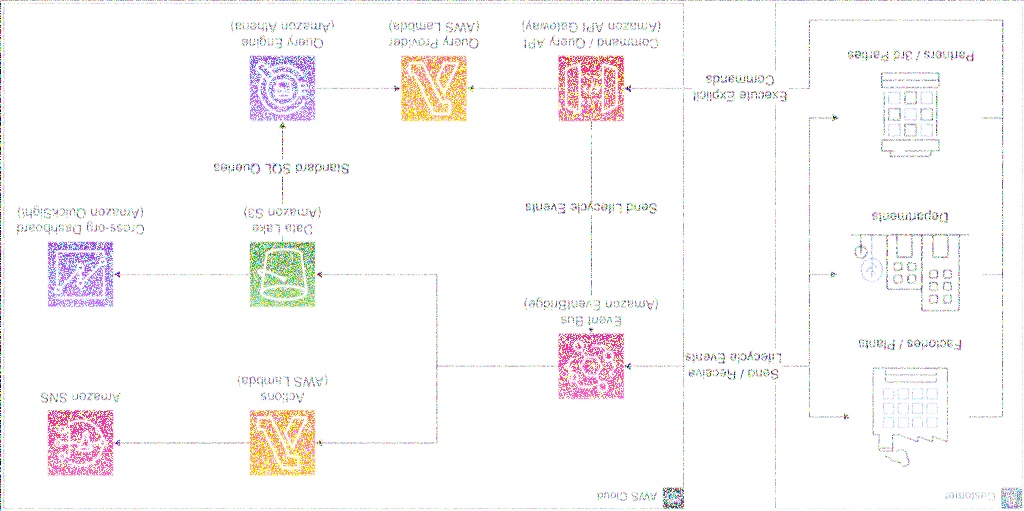 Customer
AWS Cloud
Factories / Plants
Departments
Partners / 3rd Parties
Send / Receive
Lifecycle Events
Execute Explicit
Commands
Event Bus
(Amazon EventBridge)
Send Lifecycle Events
Command / Query API
(Amazon API Gateway)
Actions
(AWS Lambda)
Amazon SNS
Data Lake
(Amazon S3)
Cross-org Dashboard
(Amazon QuickSight)
Standard SQL Queries
Query Provider
(AWS Lambda)
Query Engine
(Amazon Athena)